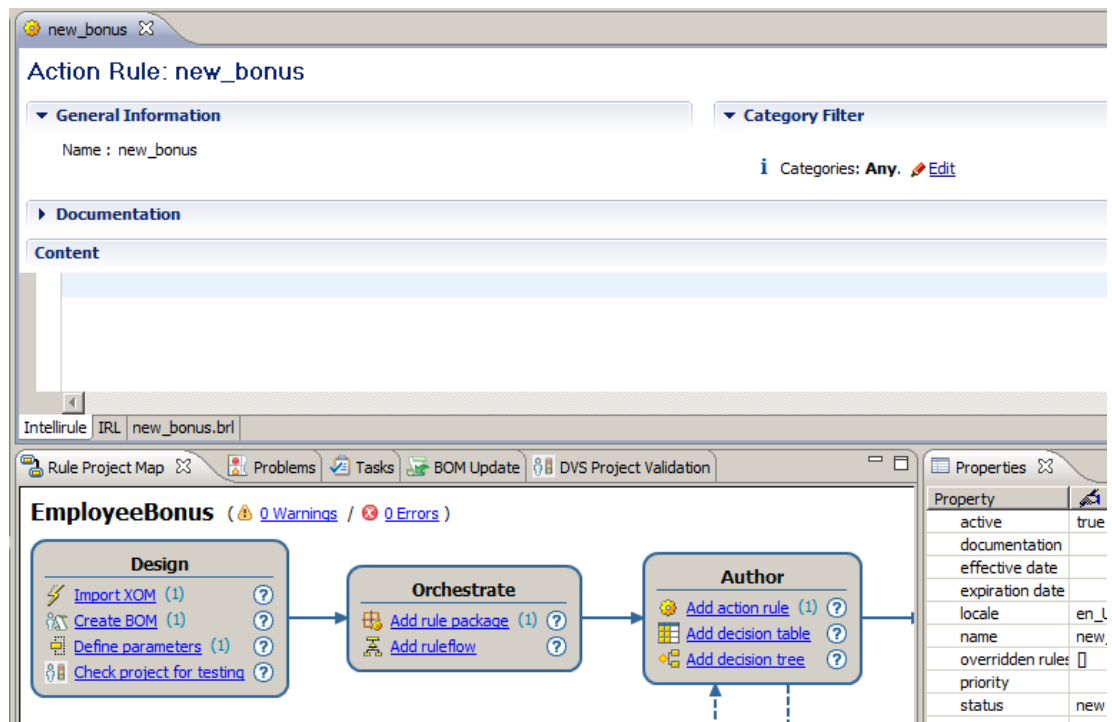 new_bonus
Action Rule: new_bonus
General Information
Category Filter
Name : new_bonus
Categories: Any. Edit
Documentation
Content
Intellirule IRL new_bonus.brl
Rule Project Map Problems Tasks BOM Update DVS Project Validation
EmployeeBonus ( 0 Warnings / 0 Errors )
Design
Import XOM (1) ?
Create BOM (1) ?
Define parameters (1) ?
Check project for testing ?
Orchestrate
Add rule package (1) ?
Add ruleflow ?
Author
Add action rule (1) ?
Add decision table ?
Add decision tree ?
Properties
Property
active true
documentation
effective date
expiration date
locale en_U
name new_
overridden rules []
priority
status new